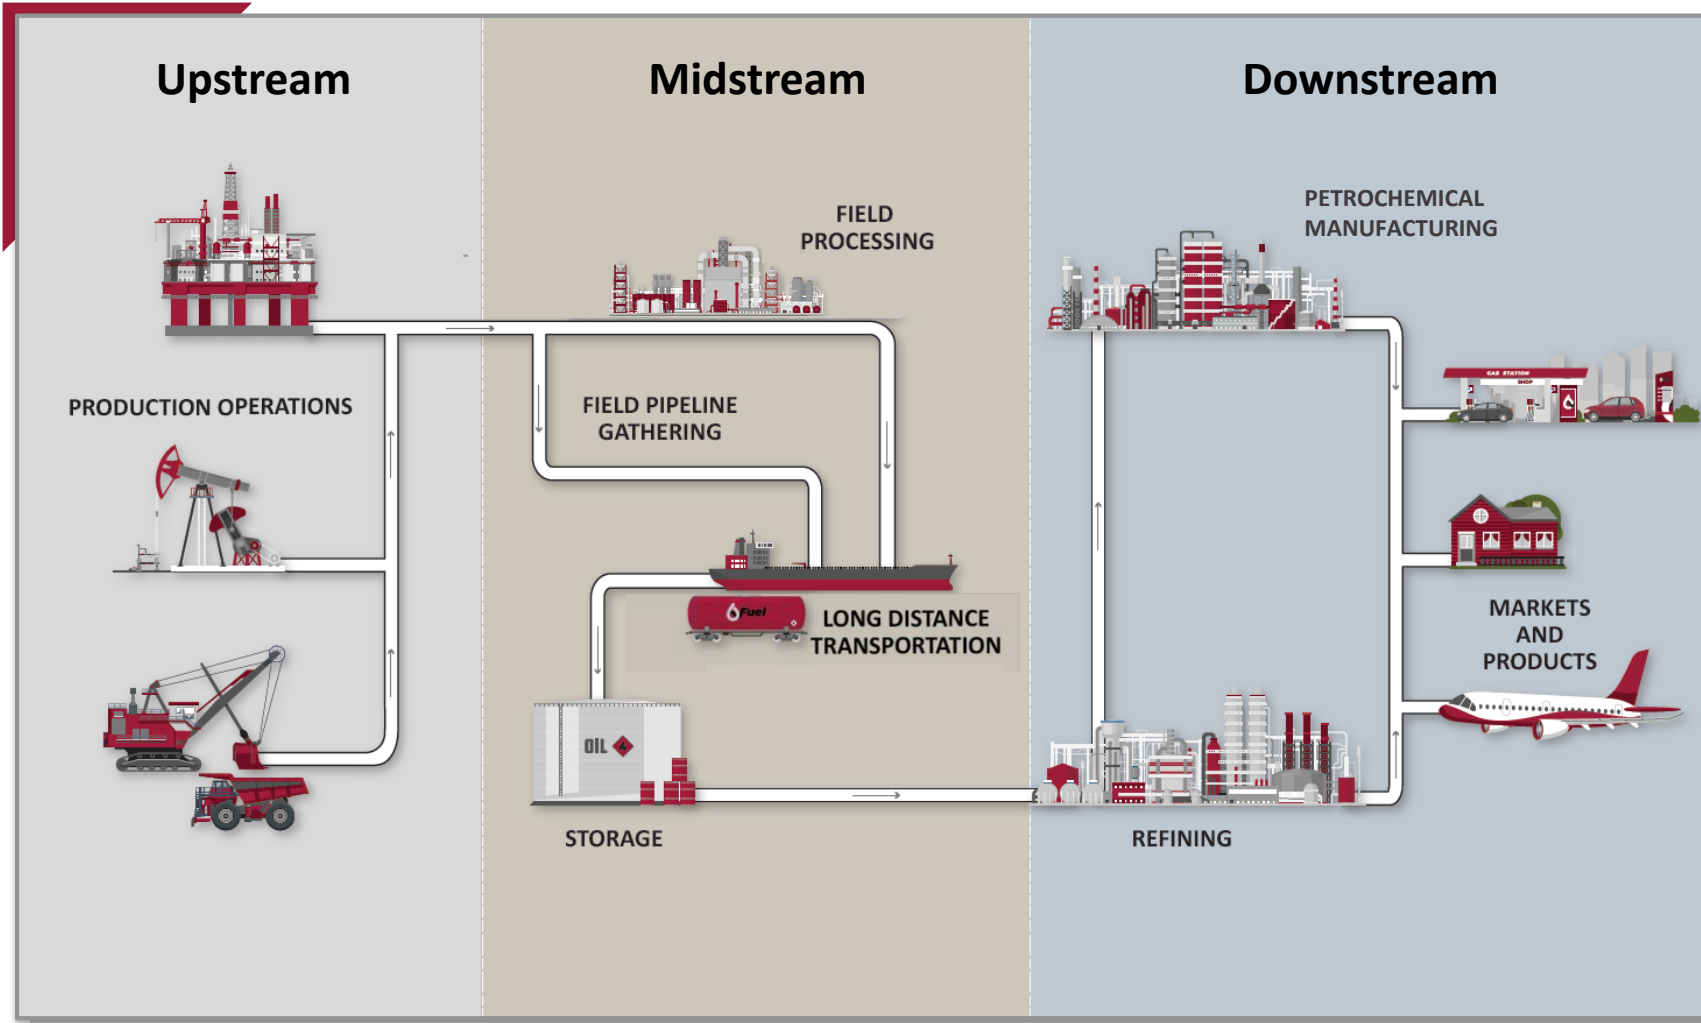 Upstream
Midstream
Downstream
PRODUCTION OPERATIONS
FIELD
PROCESSING
FIELD PIPELINE
GATHERING
Fuel
LONG DISTANCE
TRANSPORTATION
OIL
STORAGE
PETROCHEMICAL
MANUFACTURING
GAS STATION
SHOP
MARKETS
AND
PRODUCTS
REFINING